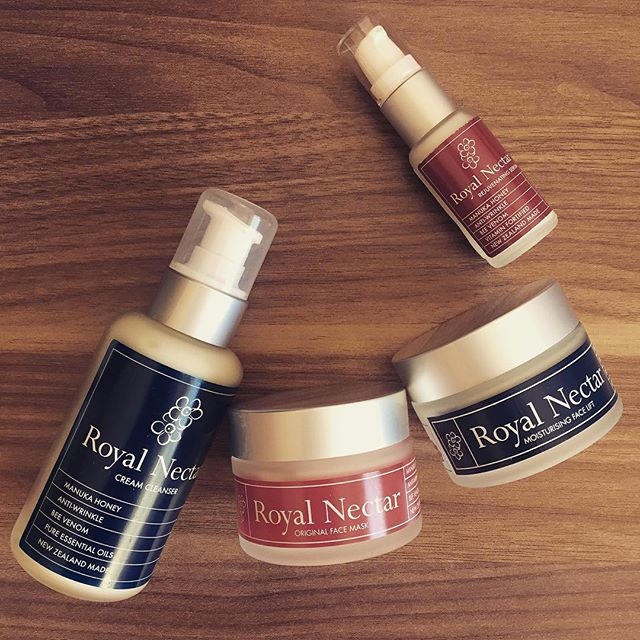 Royal Nectar
REJUVENATING SERUM
MANUKA HONEY
ANTI-WRINKLE
BEE VENOM
VITAMIN FORTIFIED
NEW ZEALAND MADE
Royal Nectar
MOISTURISING FACE LIFT
Royal Nectar
CREAM CLEANSER
MANUKA HONEY
ANTI-WRINKLE
BEE VENOM
PURE ESSENTIAL OILS
NEW ZEALAND MADE
Royal Nectar
ORIGINAL FACE MASK